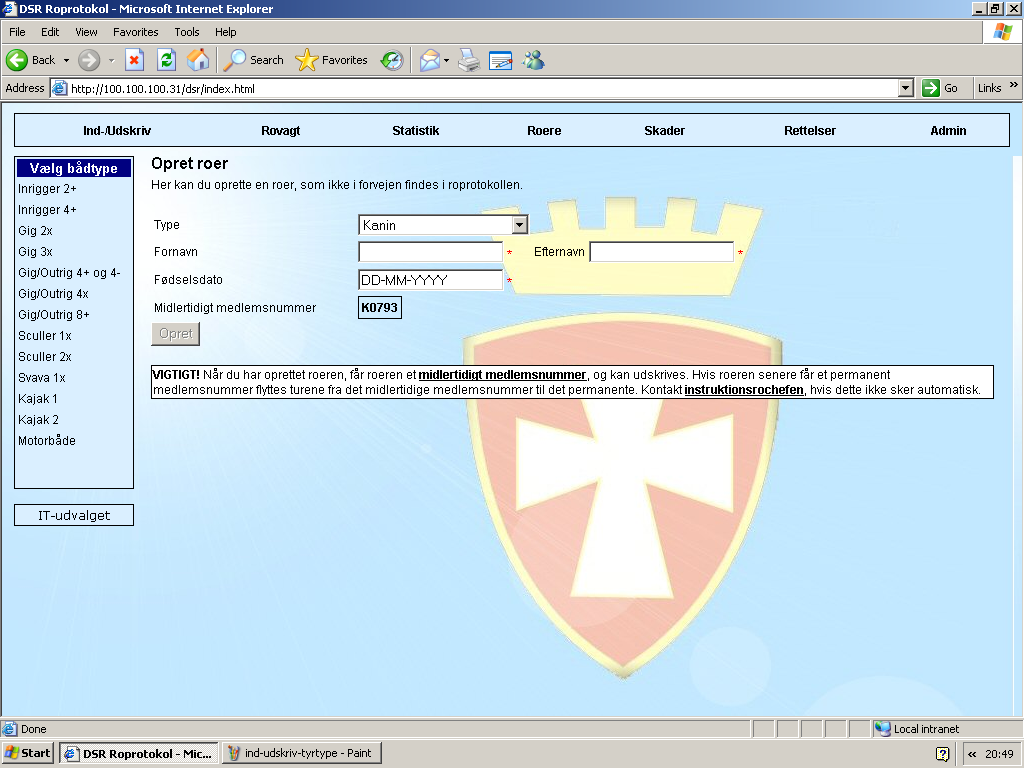 DSR Roprotokol - Microsoft Internet Explorer
File Edit View Favorites Tools Help
Back Search Favorites
Address http://100.100.100.31/dsr/index.html Go Links »
Ind-/Udskriv Rovagt Statistik Roere Skader Rettelser Admin
Vælg bådtype
Inrigger 2+
Inrigger 4+
Gig 2x
Gig 3x
Gig/Outrig 4+ og 4-
Gig/Outrig 4x
Gig/Outrig 8+
Sculler 1x
Sculler 2x
Svava 1x
Kajak 1
Kajak 2
Motorbåde
IT-udvalget
Opret roer
Her kan du oprette en roer, som ikke i forvejen findes i roprotokollen.
Type Kanin
Fornavn * Efternavn *
Fødselsdato DD-MM-YYYY *
Midlertidigt medlemsnummer K0793
Opret
VIGTIGT! Når du har oprettet roeren, får roeren et midlertidigt medlemsnummer, og kan udskrives. Hvis roeren senere får et permanent
medlemsnummer flyttes turene fra det midlertidige medlemsnummer til det permanente. Kontakt instruktionsrochefen, hvis dette ikke sker automatisk.
Done Local intranet
Start DSR Roprotokol - Mic... ind-udskriv-tyrtype - Paint « 20:49